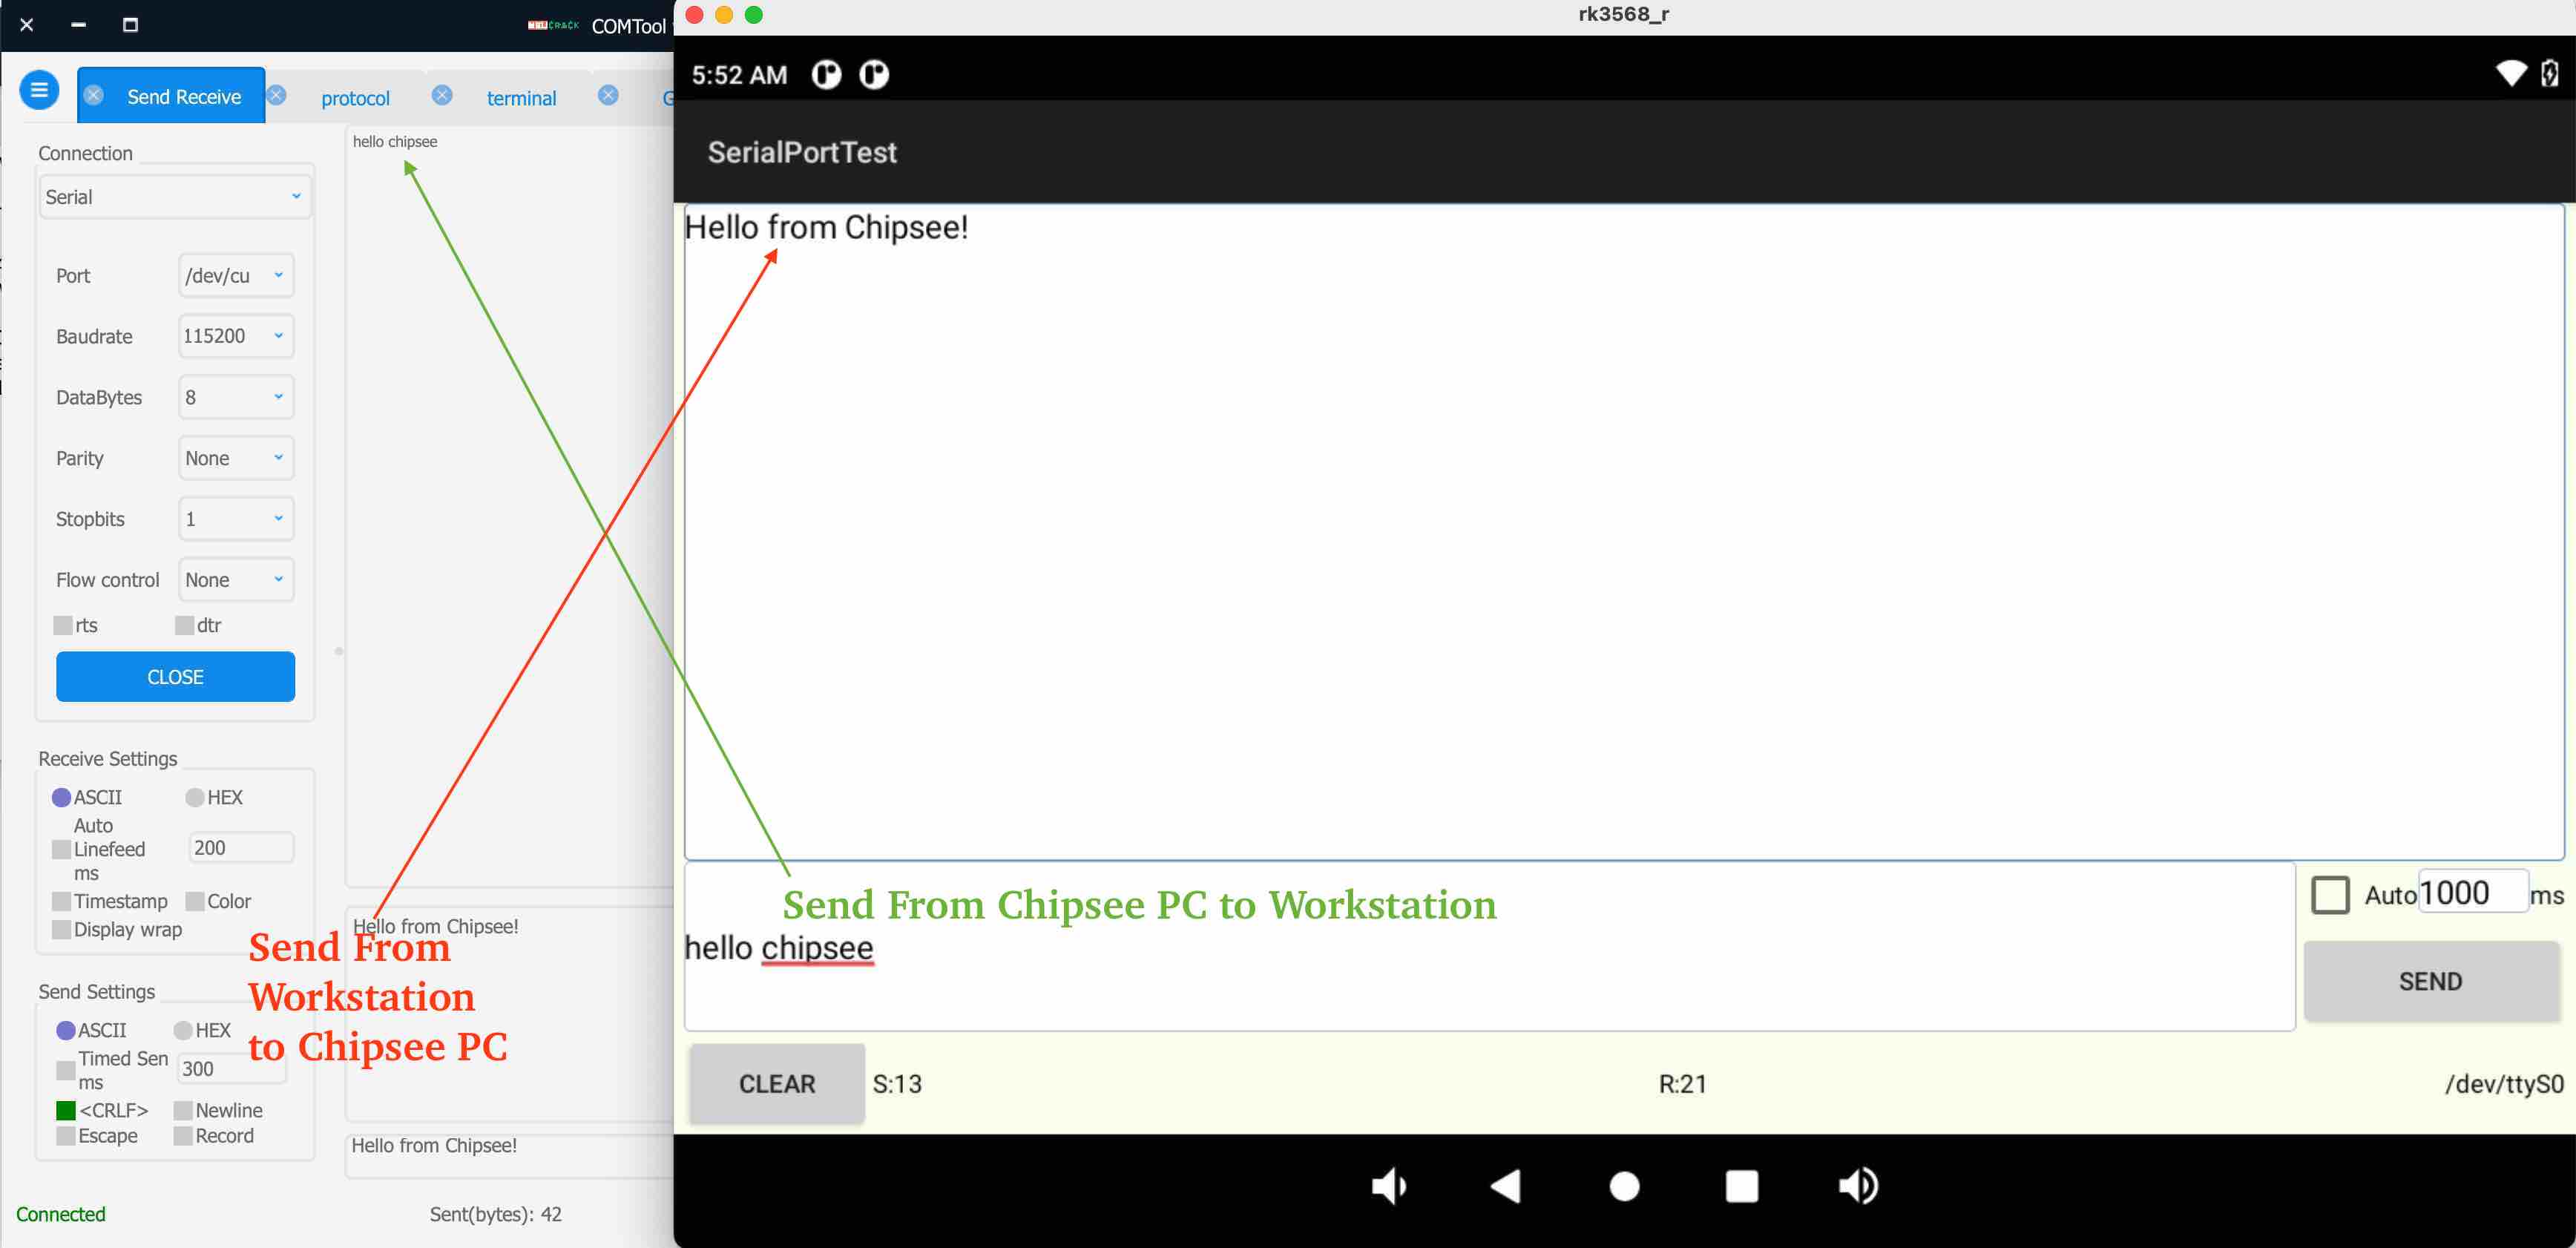 COMTool
Send Receive
protocol
terminal
Connection
Serial
Port
/dev/cu
Baudrate
115200
DataBytes
8
Parity
None
Stopbits
1
Flow control
None
rts
dtr
CLOSE
Receive Settings
ASCII
HEX
Auto
Linefeed
ms
200
Timestamp
Color
Display wrap
Send Settings
ASCII
HEX
Timed Sen
ms
300
<CRLF>
Newline
Escape
Record
Connected
hello chipsee
Hello from Chipsee!
Send From
Workstation
to Chipsee PC
Hello from Chipsee!
Sent(bytes): 42
rk3568_r
5:52 AM
SerialPortTest
Hello from Chipsee!
Send From Chipsee PC to Workstation
hello chipsee
Auto 1000 ms
SEND
CLEAR
S:13
R:21
/dev/ttyS0